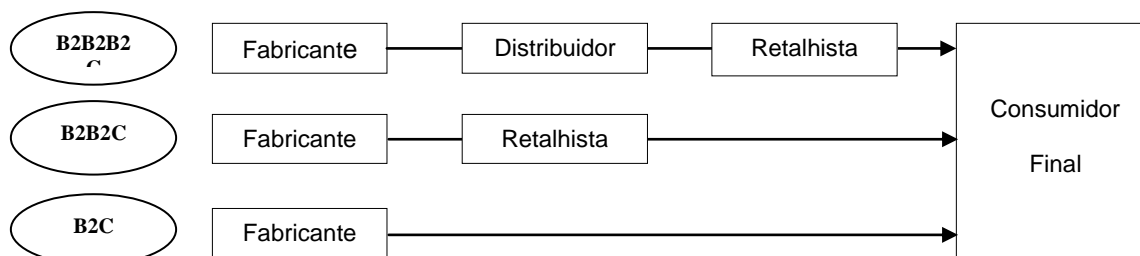 B2B2B2
C
Fabricante
Distribuidor
Retalhista
B2B2C
Fabricante
Retalhista
B2C
Fabricante
Consumidor
Final